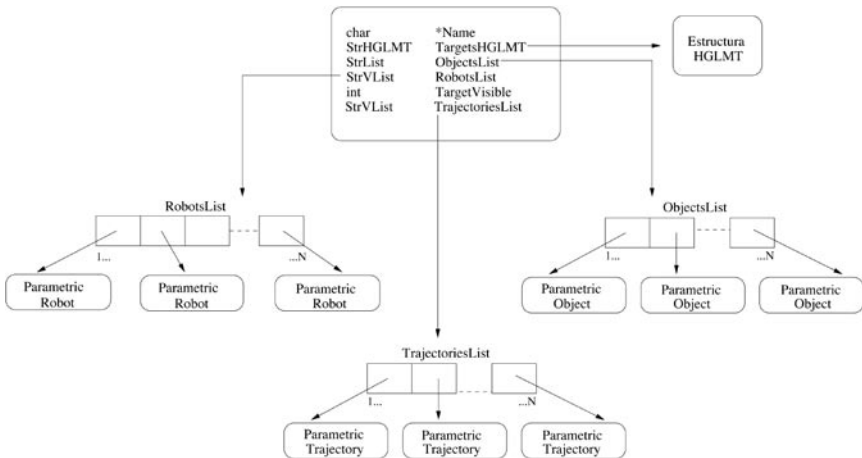 char *Name
StrHGLMT TargetsHGLMT
StrList ObjectsList
StrVList RobotsList
int TargetVisible
StrVList TrajectoriesList
Estructura
HGLMT
RobotsList
1... ...N
Parametric
Robot
Parametric
Robot
Parametric
Robot
ObjectsList
1... ...N
Parametric
Object
Parametric
Object
Parametric
Object
TrajectoriesList
1... ...N
Parametric
Trajectory
Parametric
Trajectory
Parametric
Trajectory